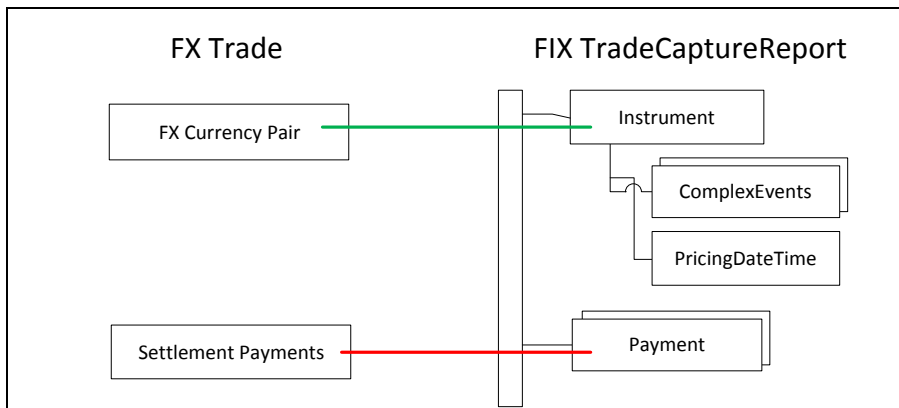 FX Trade
FIX TradeCaptureReport
FX Currency Pair
Instrument
ComplexEvents
PricingDateTime
Settlement Payments
Payment